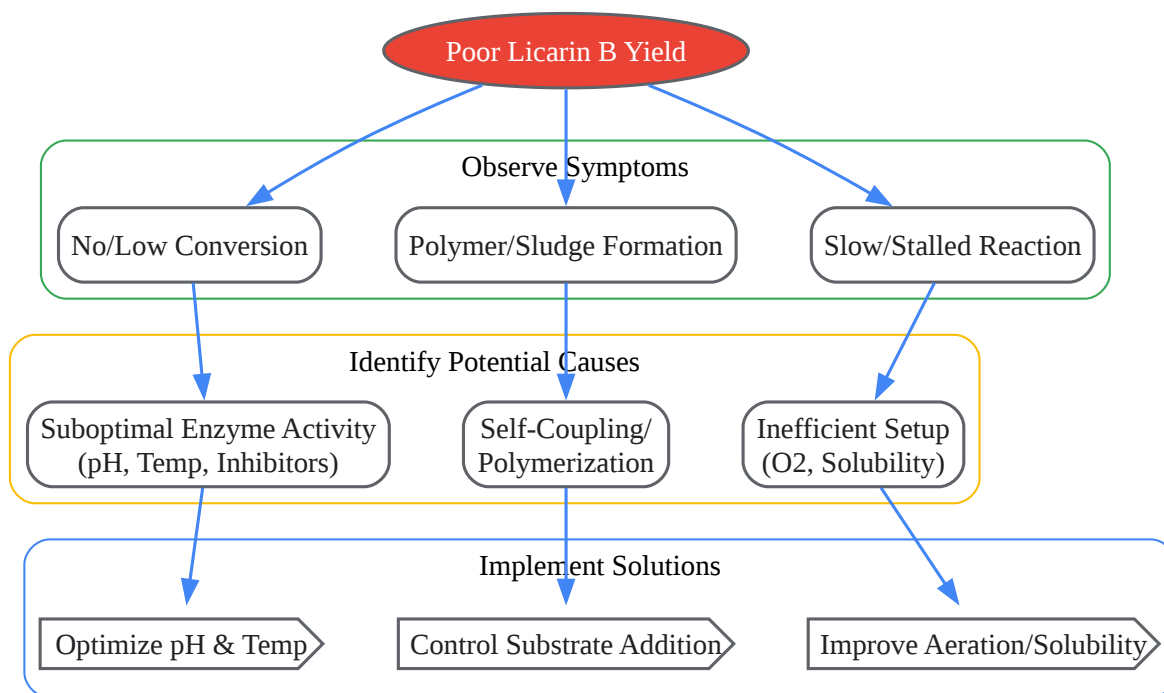 Poor Licarin B Yield
Observe Symptoms
No/Low Conversion
Polymer/Sludge Formation
Slow/Stalled Reaction
Identify Potential Causes
Suboptimal Enzyme Activity
(pH, Temp, Inhibitors)
Self-Coupling/
Polymerization
Inefficient Setup
(O2, Solubility)
Implement Solutions
Optimize pH & Temp
Control Substrate Addition
Improve Aeration/Solubility